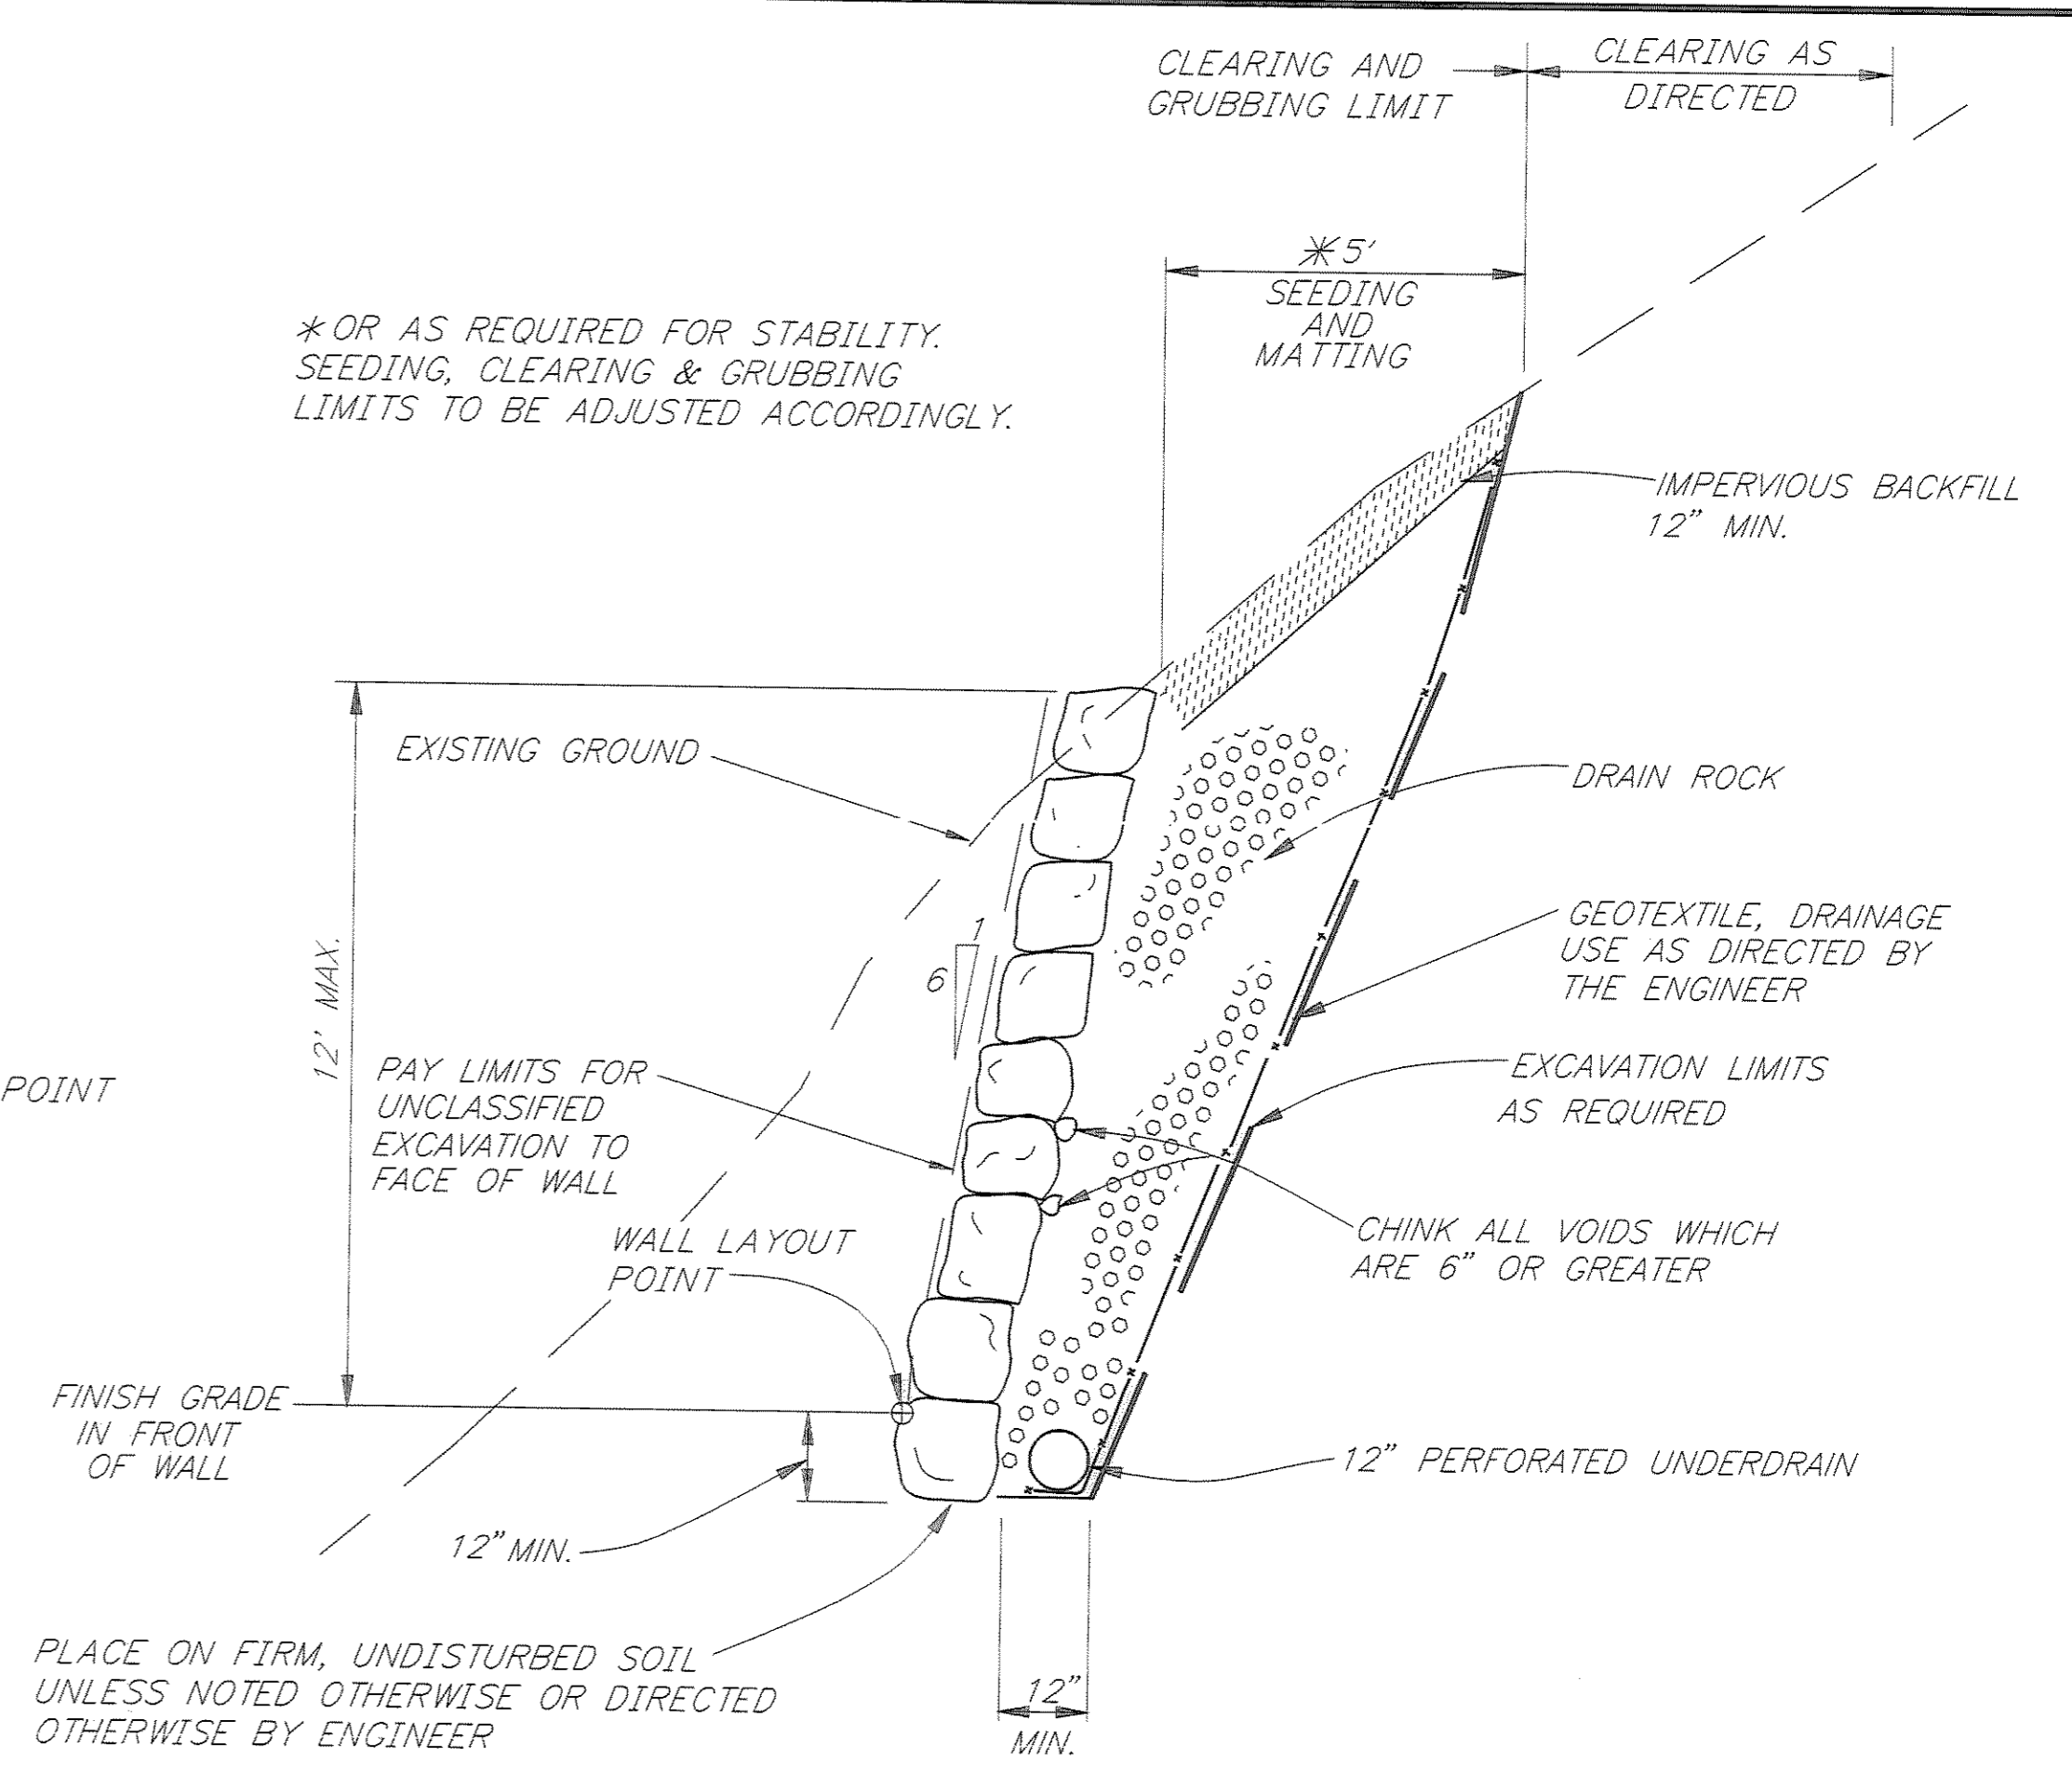 CLEARING AND
GRUBBING LIMIT
CLEARING AS
DIRECTED
*5'
SEEDING
AND
MATTING
*OR AS REQUIRED FOR STABILITY.
SEEDING, CLEARING & GRUBBING
LIMITS TO BE ADJUSTED ACCORDINGLY.
IMPERVIOUS BACKFILL
12" MIN.
EXISTING GROUND
DRAIN ROCK
1
6
12' MAX.
GEOTEXTILE, DRAINAGE
USE AS DIRECTED BY
THE ENGINEER
POINT
PAY LIMITS FOR
UNCLASSIFIED
EXCAVATION TO
FACE OF WALL
EXCAVATION LIMITS
AS REQUIRED
WALL LAYOUT
POINT
CHINK ALL VOIDS WHICH
ARE 6" OR GREATER
FINISH GRADE
IN FRONT
OF WALL
12" PERFORATED UNDERDRAIN
12" MIN.
PLACE ON FIRM, UNDISTURBED SOIL
UNLESS NOTED OTHERWISE OR DIRECTED
OTHERWISE BY ENGINEER
12"
MIN.